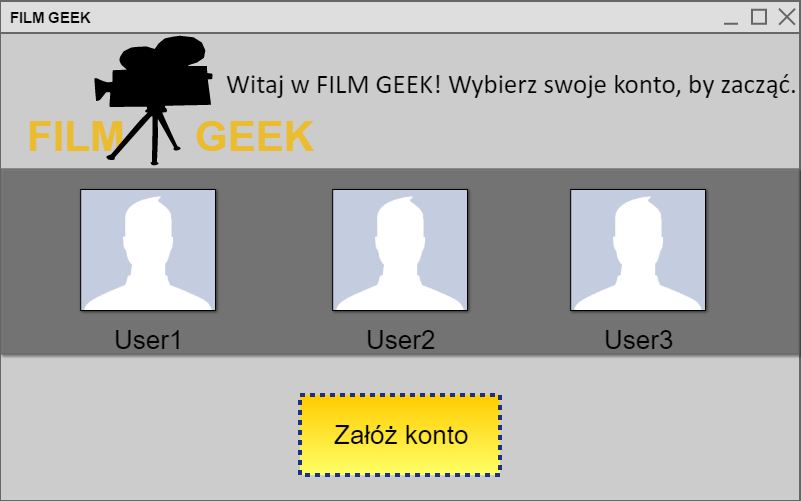 FILM GEEK
Witaj w FILM GEEK! Wybierz swoje konto, by zacząć.
FILM GEEK
User1 User2 User3
Załóż konto